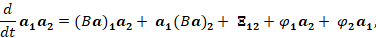 d/dt a₁a₂ = (Ba)₁a₂ + a₁(Ba)₂ + Ξ₁₂ + φ₁a₂ + φ₂a₁,